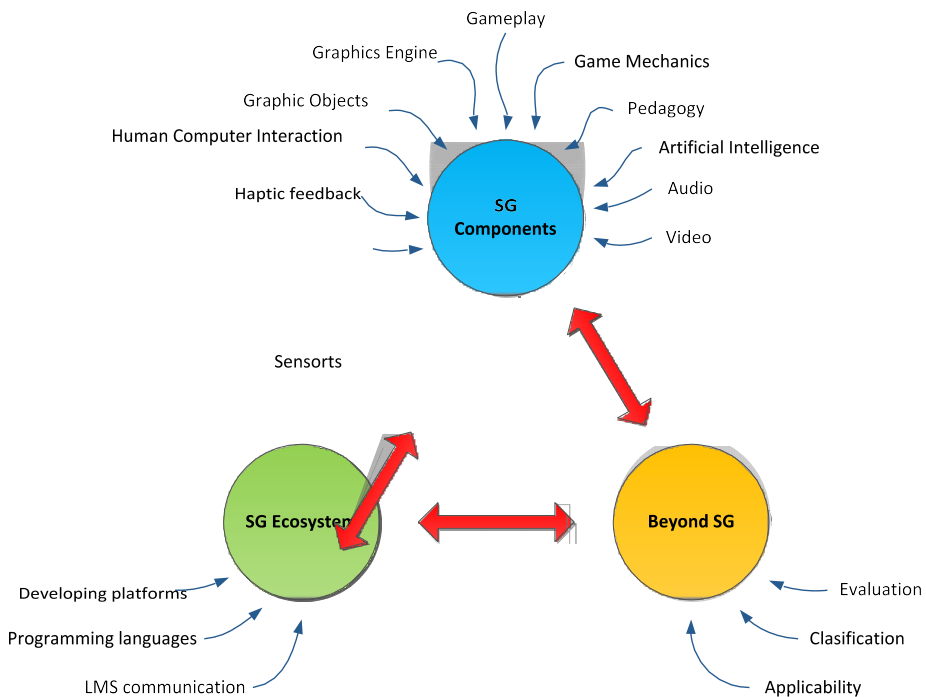 Gameplay
Graphics Engine
Game Mechanics
Graphic Objects
Pedagogy
Human Computer Interaction
Artificial Intelligence
Haptic feedback
Audio
SG
Components
Video
Sensorts
SG Ecosystem
Beyond SG
Developing platforms
Evaluation
Programming languages
Clasification
LMS communication
Applicability